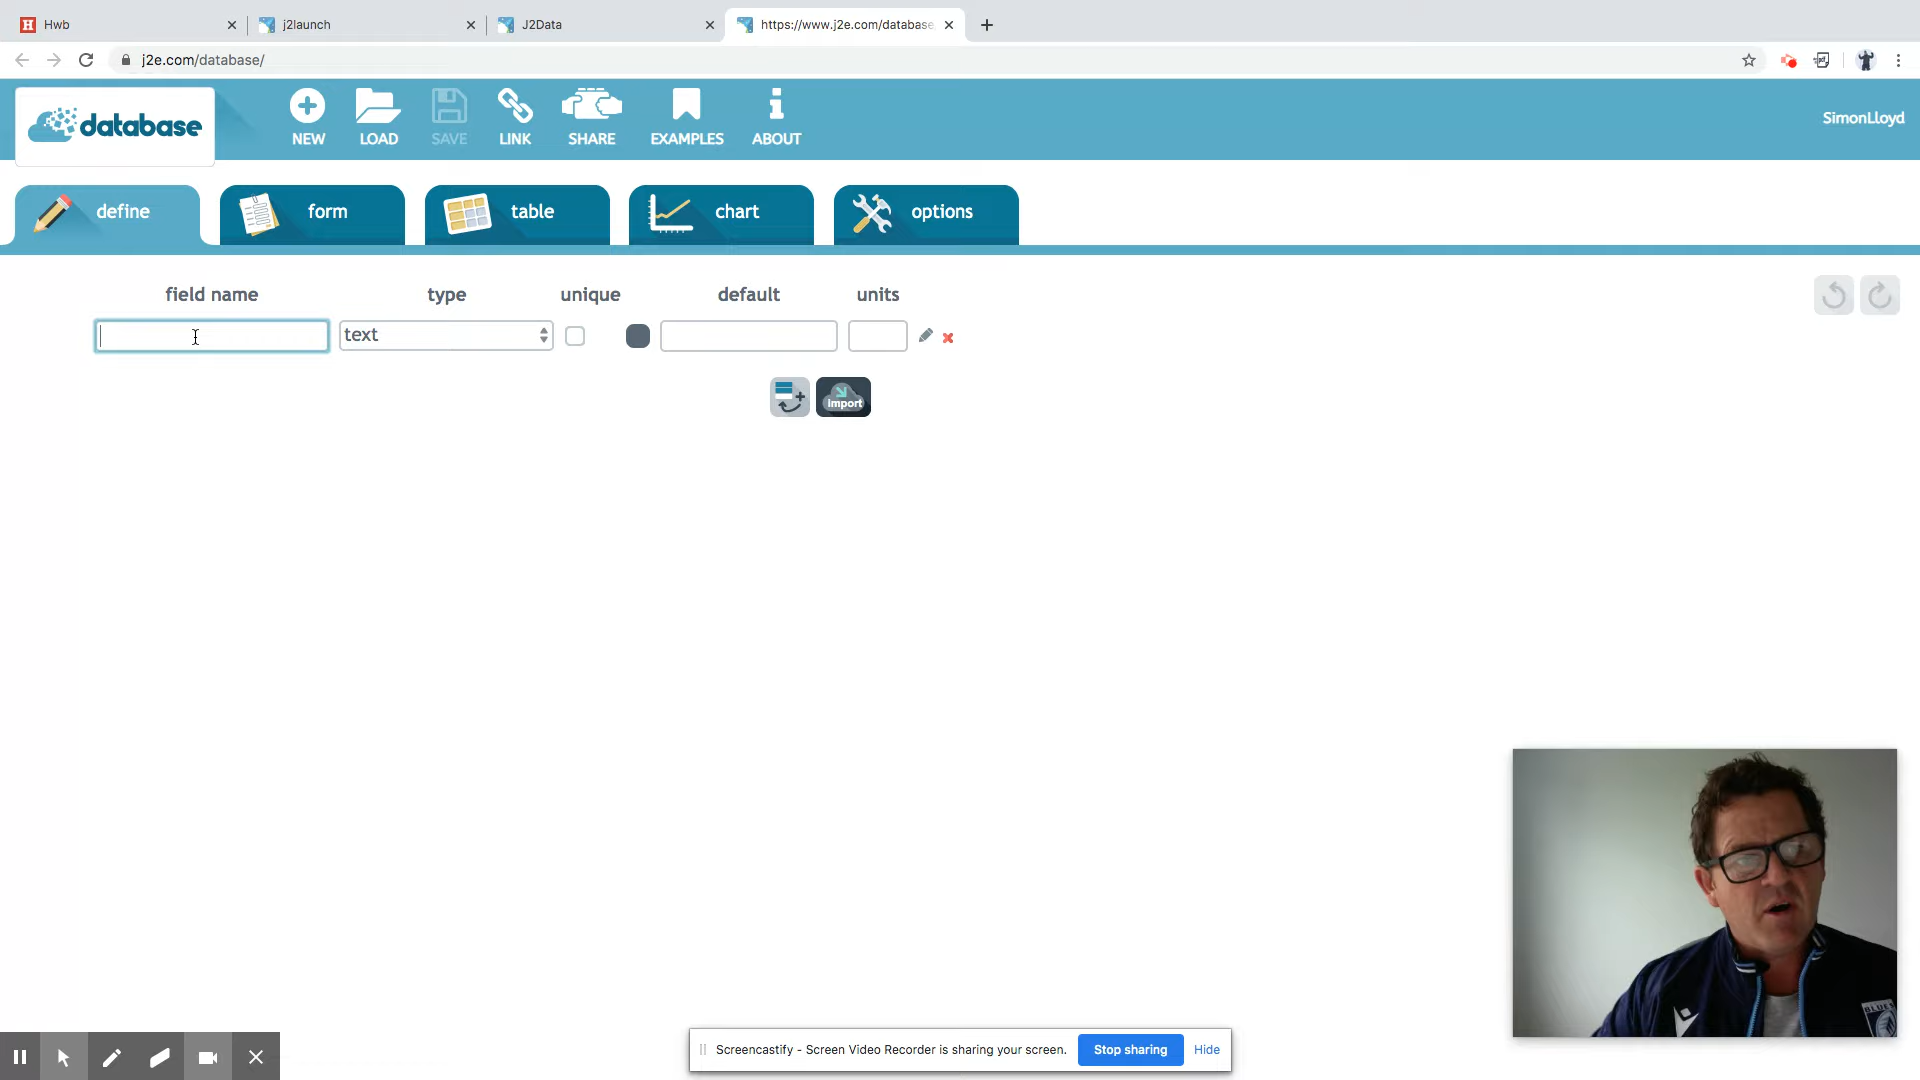 Hwb
j2launch
J2Data
https://www.j2e.com/database
j2e.com/database/
database
NEW
LOAD
SAVE
LINK
SHARE
EXAMPLES
ABOUT
SimonLloyd
define
form
table
chart
options
field name
type
unique
default
units
text
import
BLUES
Screencastify - Screen Video Recorder is sharing your screen.
Stop sharing
Hide